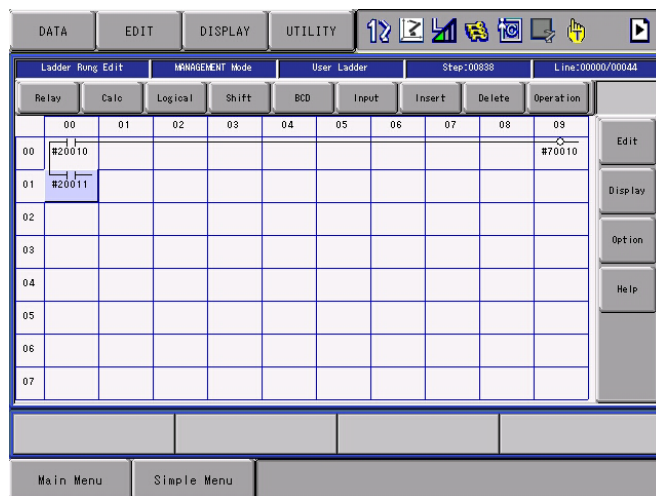 DATA EDIT DISPLAY UTILITY
Ladder Rung Edit MANAGEMENT Mode User Ladder Step:00838 Line:00000/00044
Relay Calc Logical Shift BCD Input Insert Delete Operation
00 01 02 03 04 05 06 07 08 09
00 #20010 #70010
01 #20011
02
03
04
05
06
07
Edit
Display
Option
Help
Main Menu Simple Menu